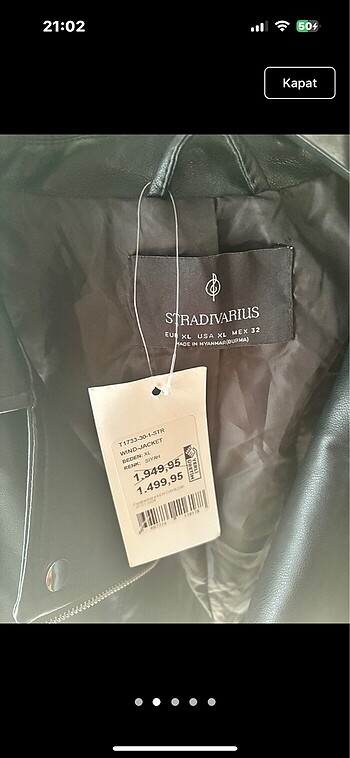 21:02
50
Kapat
STRADIVARIUS
EUR XL USA XL MEX 32
MADE IN MYANMAR(BURMA)
T1733-30-1-STR
WIND-JACKET
BEDEN: XL
RENK: SIYAH
1.949,95
1.499,95